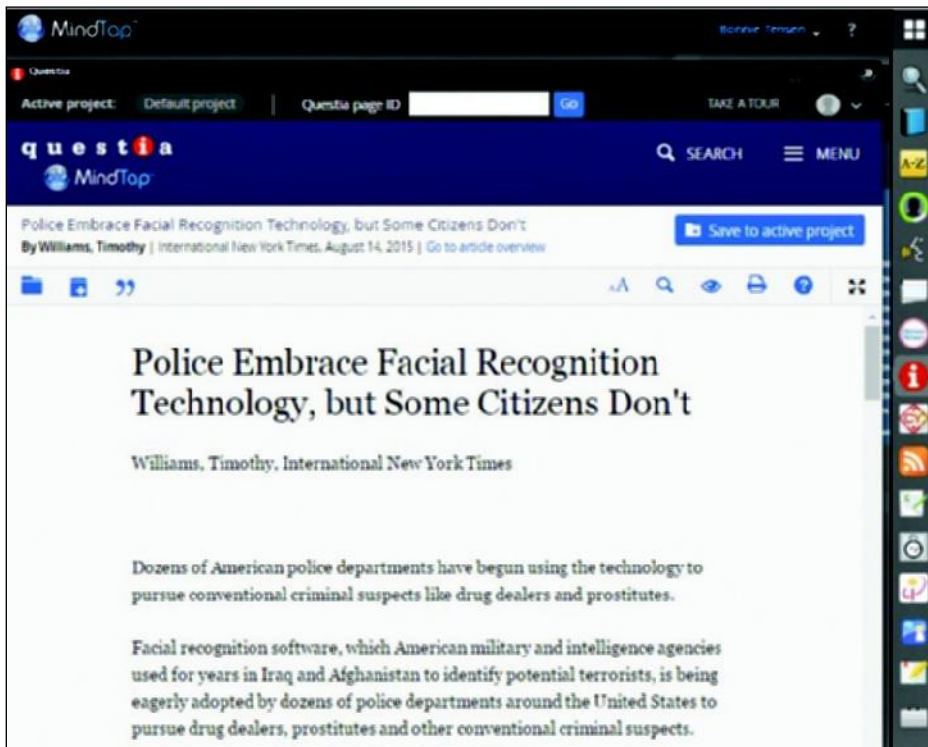 MindTap
Bonnie Tensen ?
Questia
Active project: Default project Questia page ID Go TAKE A TOUR
questia
MindTap
SEARCH MENU
Police Embrace Facial Recognition Technology, but Some Citizens Don't
By Williams, Timothy | International New York Times, August 14, 2015 | Go to article overview
Save to active project
AA
Police Embrace Facial Recognition
Technology, but Some Citizens Don't
Williams, Timothy, International New York Times
Dozens of American police departments have begun using the technology to
pursue conventional criminal suspects like drug dealers and prostitutes.
Facial recognition software, which American military and intelligence agencies
used for years in Iraq and Afghanistan to identify potential terrorists, is being
eagerly adopted by dozens of police departments around the United States to
pursue drug dealers, prostitutes and other conventional criminal suspects.
A-Z